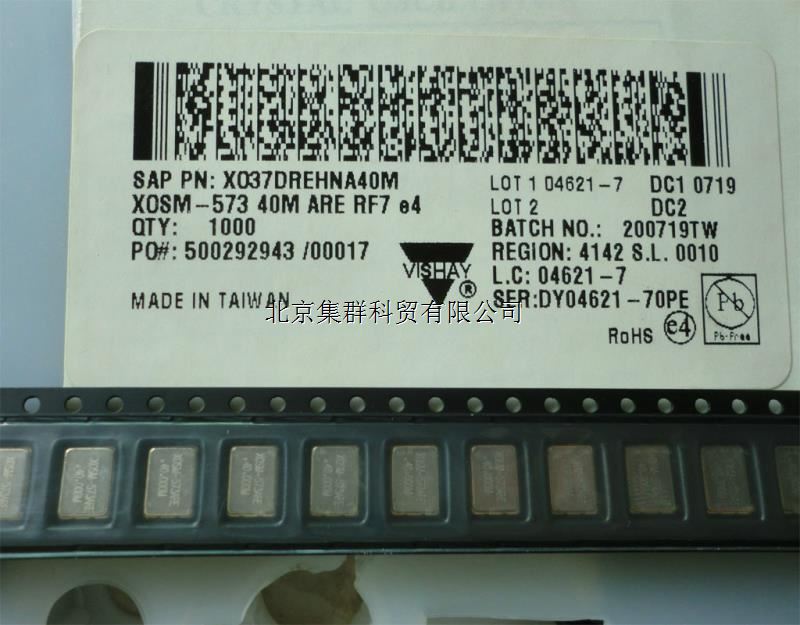 SAP PN: XO37DREHNA40M
XOSM-573 40M ARE RF7 e4
QTY: 1000
PO#: 500292943 /00017
MADE IN TAIWAN
VISHAY
®
LOT 1 04621-7 DC1 0719
LOT 2 DC2
BATCH NO.: 200719TW
REGION: 4142 S.L. 0010
L.C: 04621-7
SER:DY04621-70PE
RoHS e4
Pb
Pb-Free
北京集群科贸有限公司